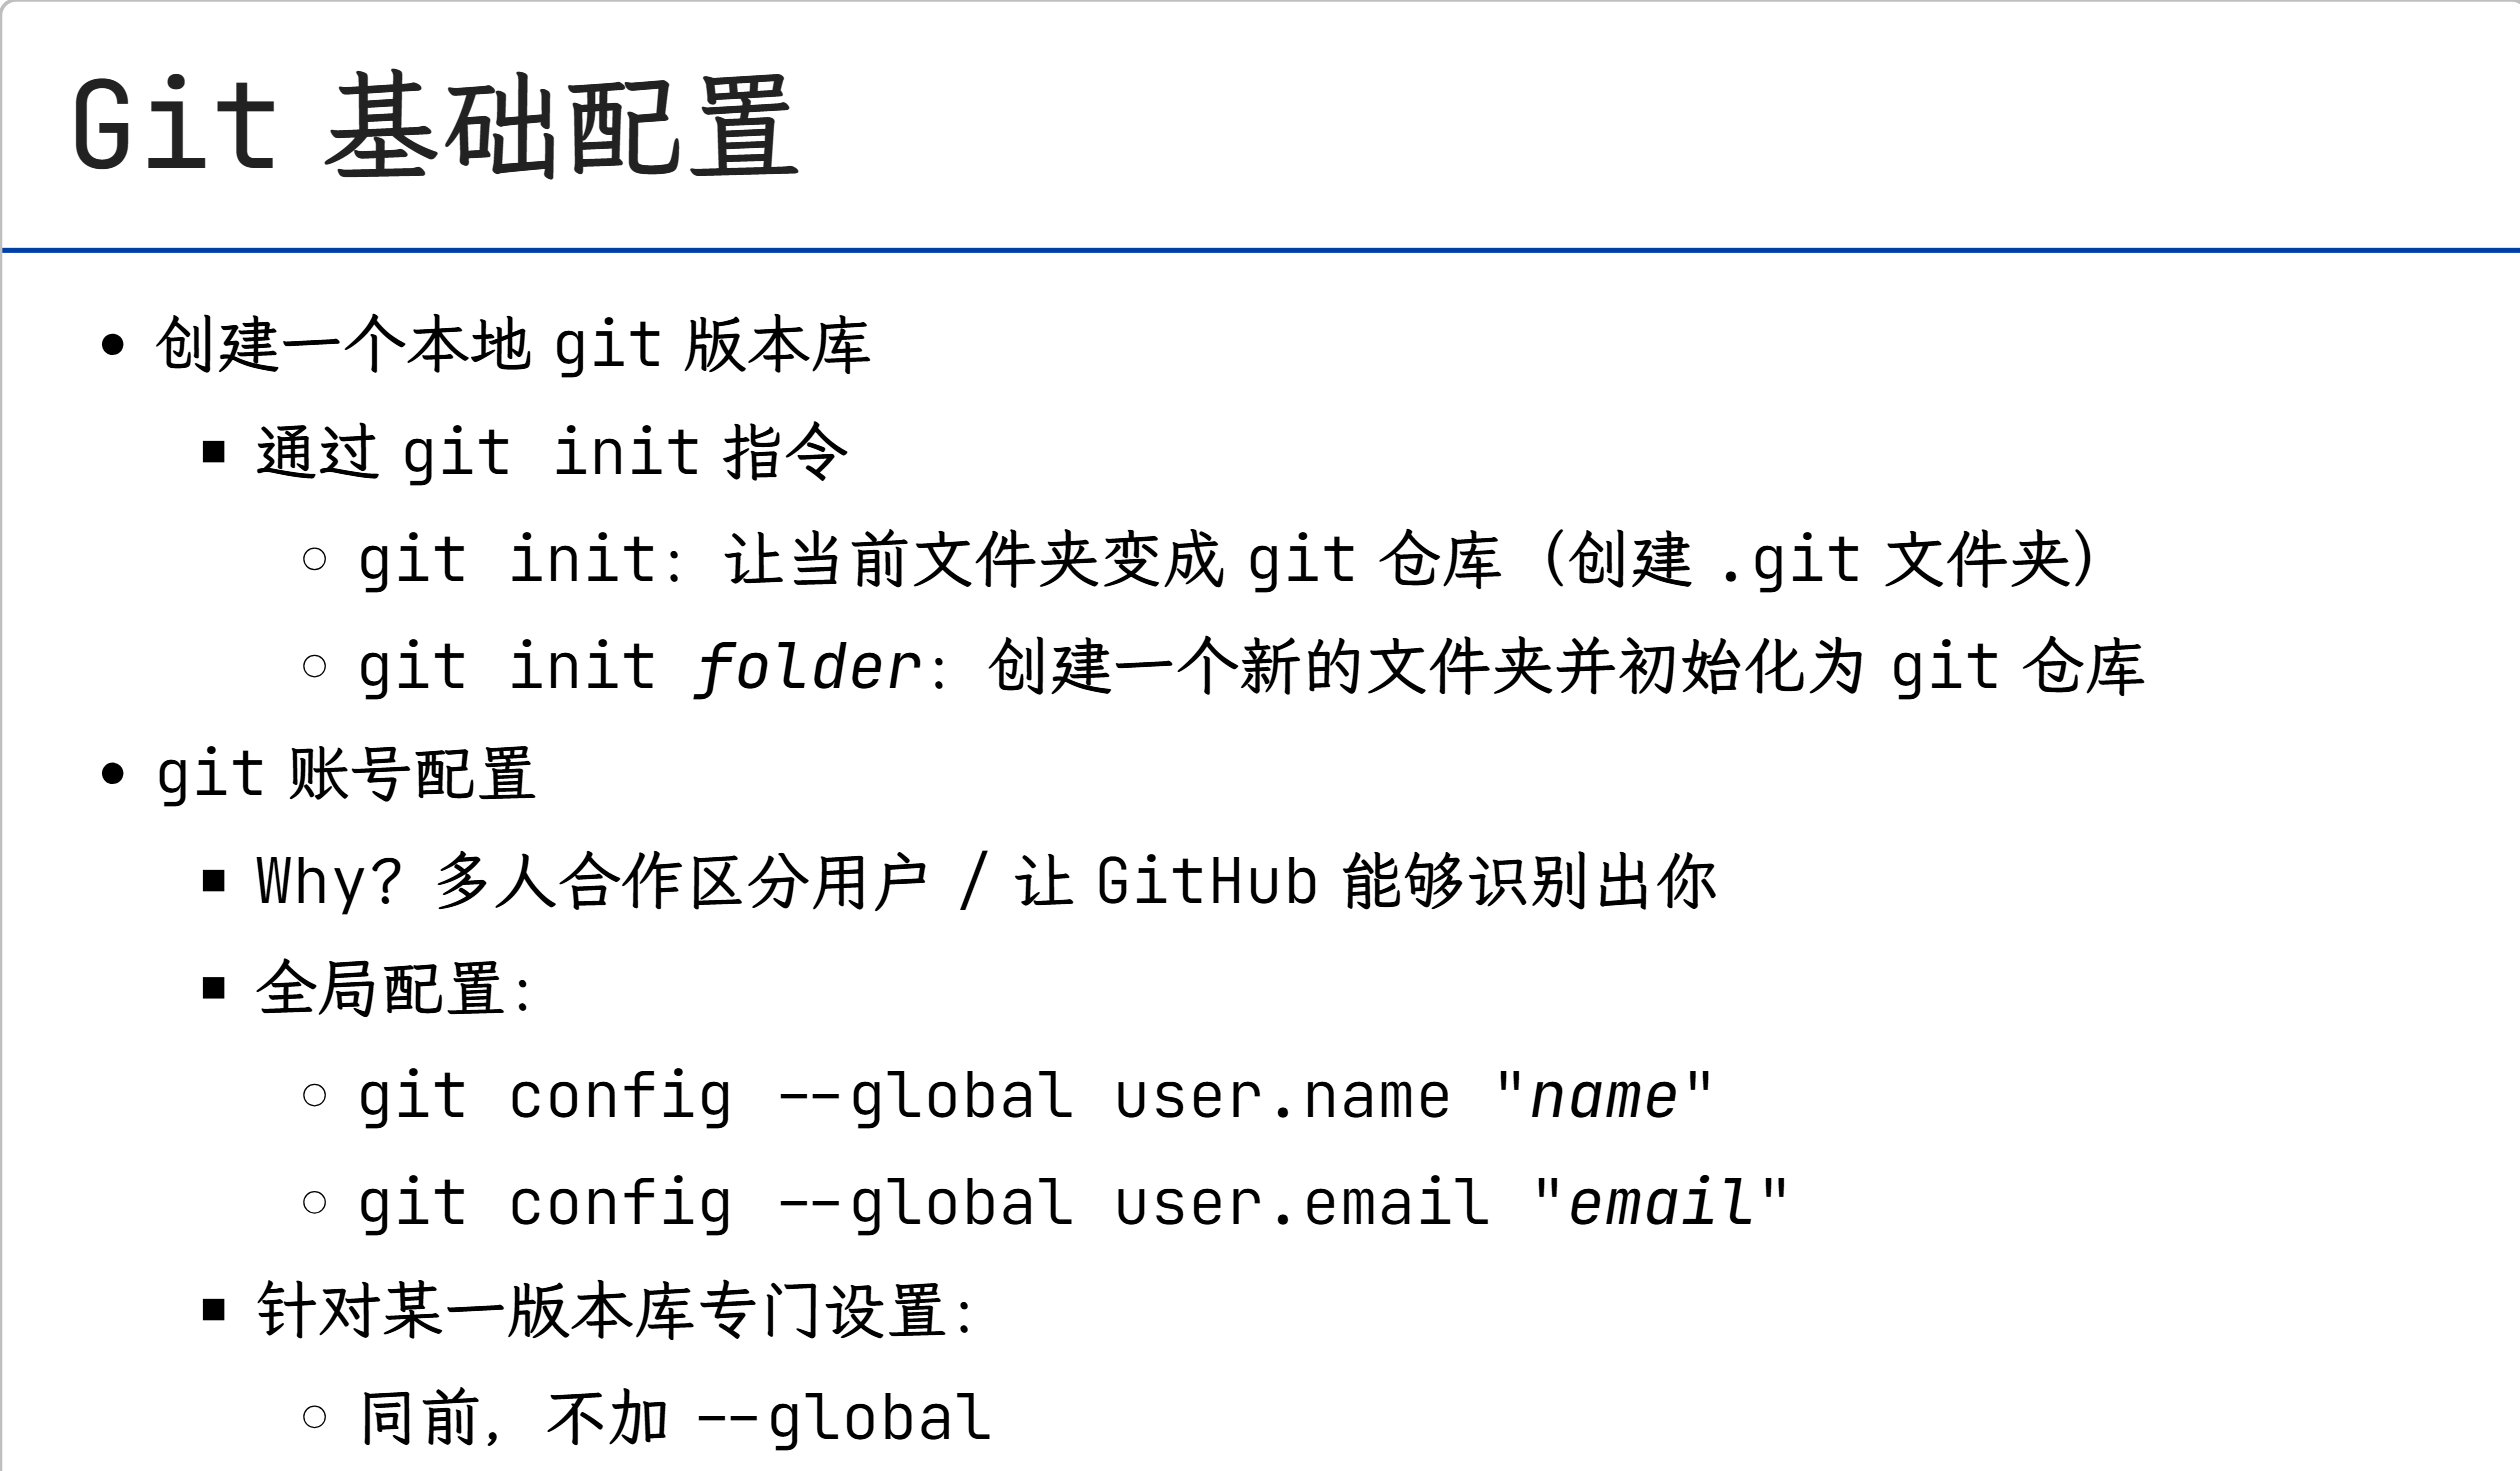 Git 基础配置
• 创建一个本地 git 版本库
▪ 通过 git init 指令
○ git init：让当前文件夹变成 git 仓库（创建 .git 文件夹）
○ git init folder：创建一个新的文件夹并初始化为 git 仓库
• git 账号配置
▪ Why？多人合作区分用户 / 让 GitHub 能够识别出你
▪ 全局配置：
○ git config --global user.name "name"
○ git config --global user.email "email"
▪ 针对某一版本库专门设置：
○ 同前，不加 --global